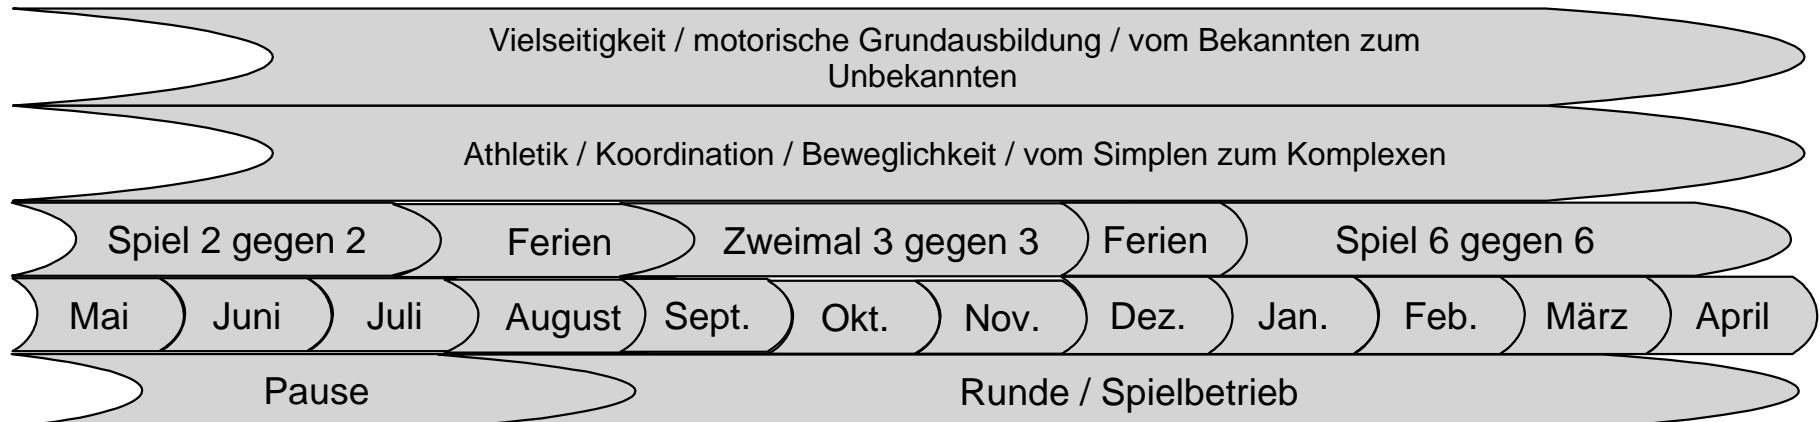 Vielseitigkeit / motorische Grundausbildung / vom Bekannten zum
Unbekannten
Athletik / Koordination / Beweglichkeit / vom Simplen zum Komplexen
Spiel 2 gegen 2 Ferien Zweimal 3 gegen 3 Ferien Spiel 6 gegen 6
Mai Juni Juli August Sept. Okt. Nov. Dez. Jan. Feb. März April
Pause Runde / Spielbetrieb